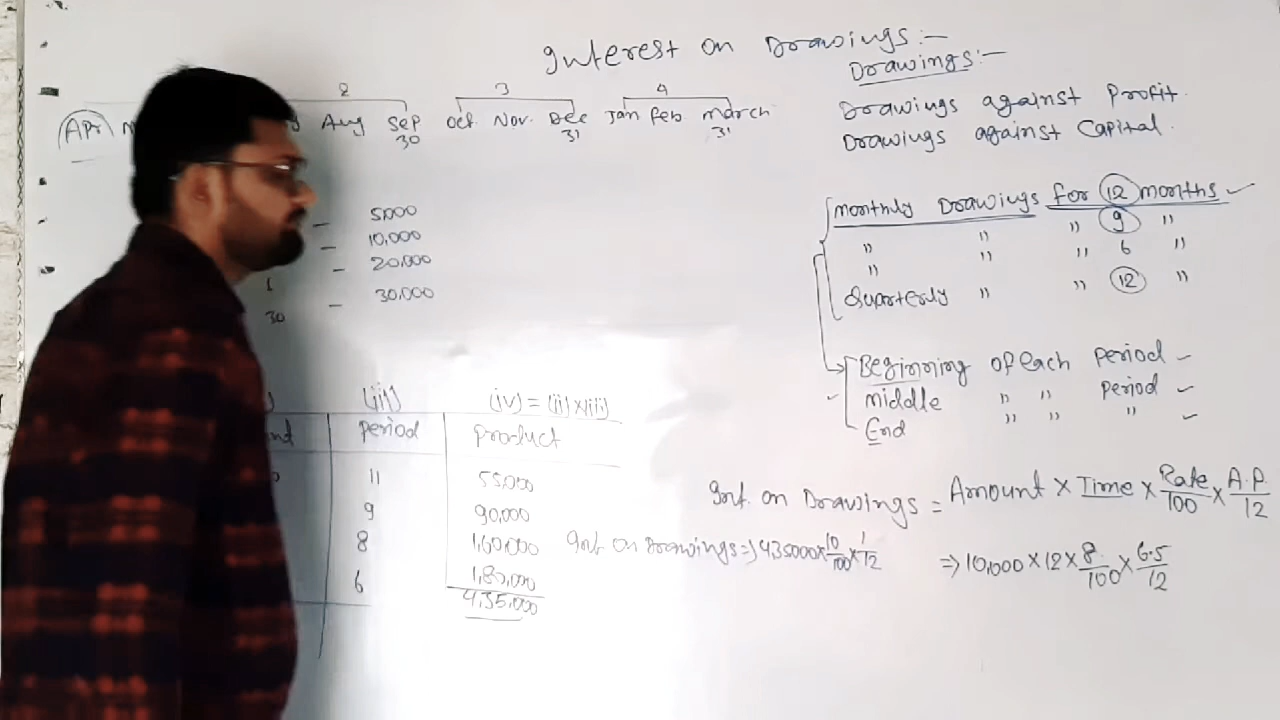 Interest on Drawings:-
Drawings:-
Drawings against Profit.
Drawings against Capital.
2 3 4
Apr Aug Sep Oct. Nov. Dec Jan Feb March
30 31 31
5,000
10,000
20,000
1
30,000
30
Monthly Drawings for 12 months
" " " 9 "
" " " 6 "
Quarterly " " 12 "
Beginning of each Period
middle " " Period
End " " "
(iii) (iv) = (ii)x(iii)
Period Product
11 55,000
9 90,000
8 1,60,000
6 1,80,000
4,35,000
Int. on Drawings = Amount × Time × Rate/100 × A.P./12
Int. on Drawings => 435000 × 10/100 × 1/12
=> 10,000 × 12 × 8/100 × 6.5/12